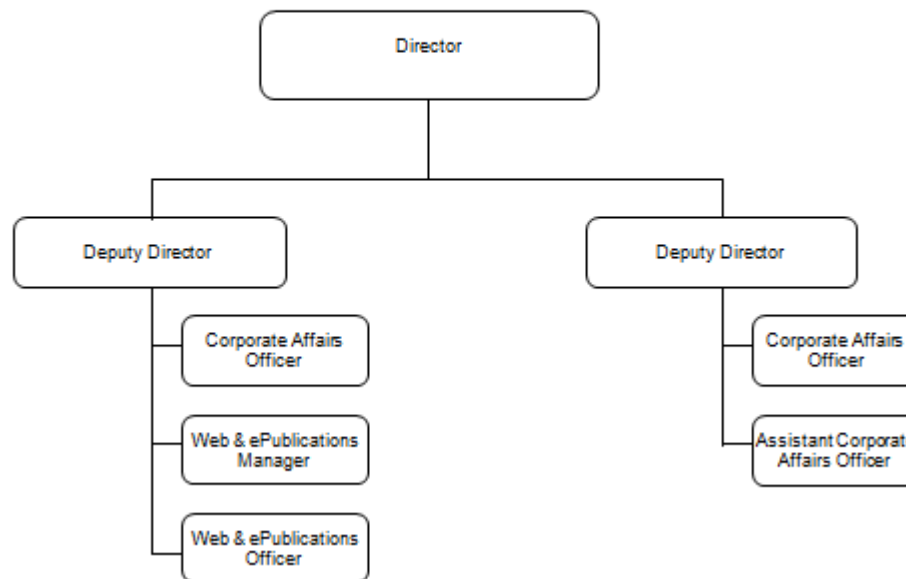 Director
Deputy Director
Deputy Director
Corporate Affairs
Officer
Web & ePublications
Manager
Web & ePublications
Officer
Corporate Affairs
Officer
Assistant Corporat
Affairs Officer